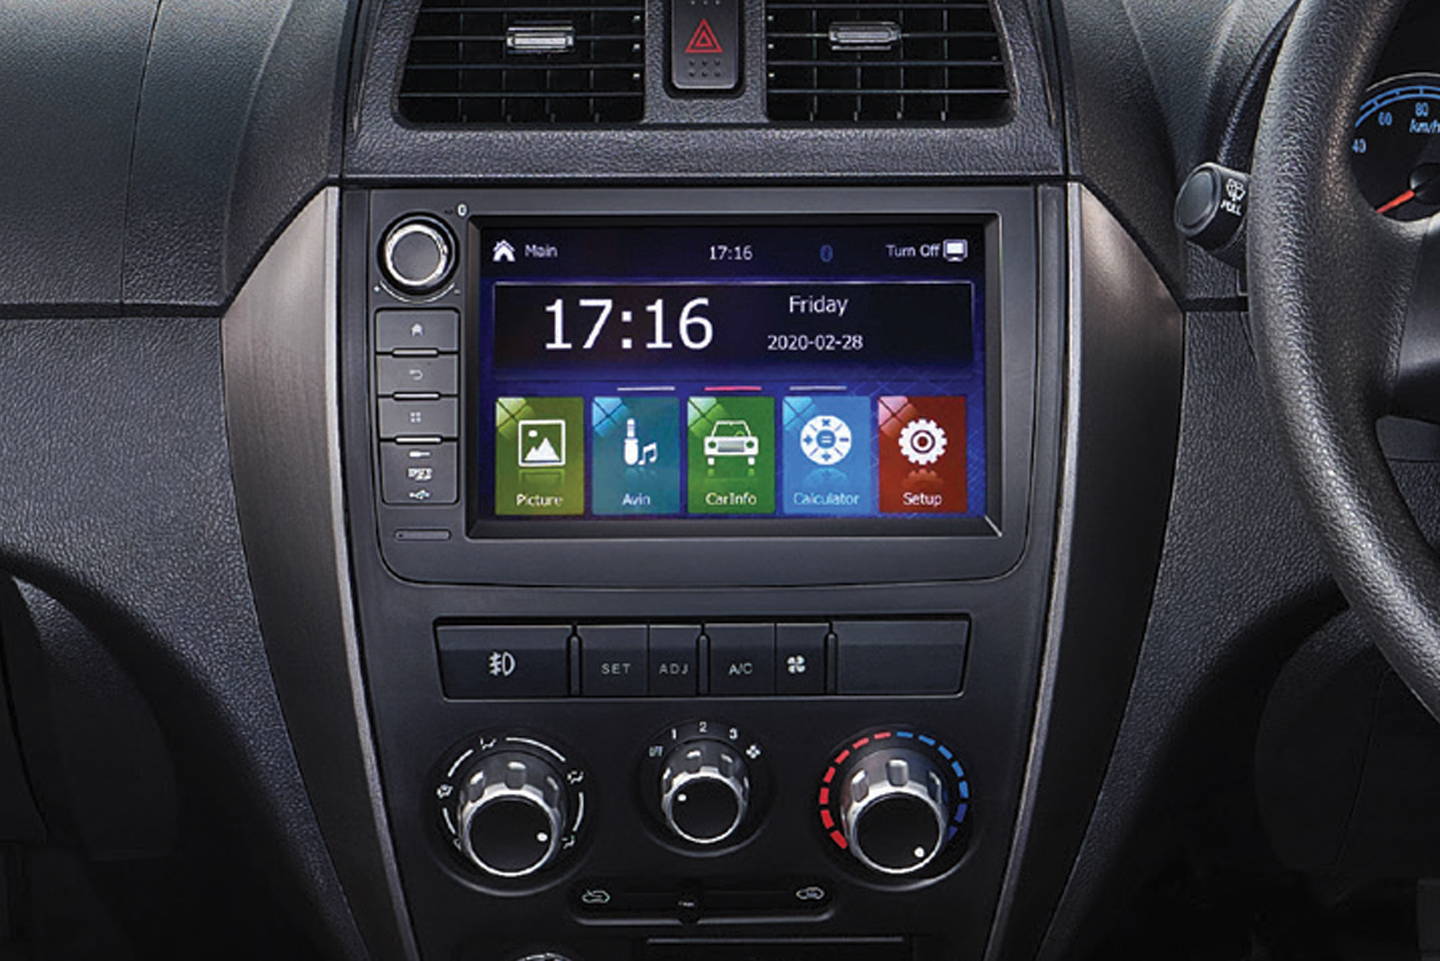 80
60
km/h
40
PULL
Main
17:16
Turn Off
17:16
Friday
2020-02-28
Picture
Avin
CarInfo
Calculator
Setup
SET
ADJ
A/C
OFF
1
2
3